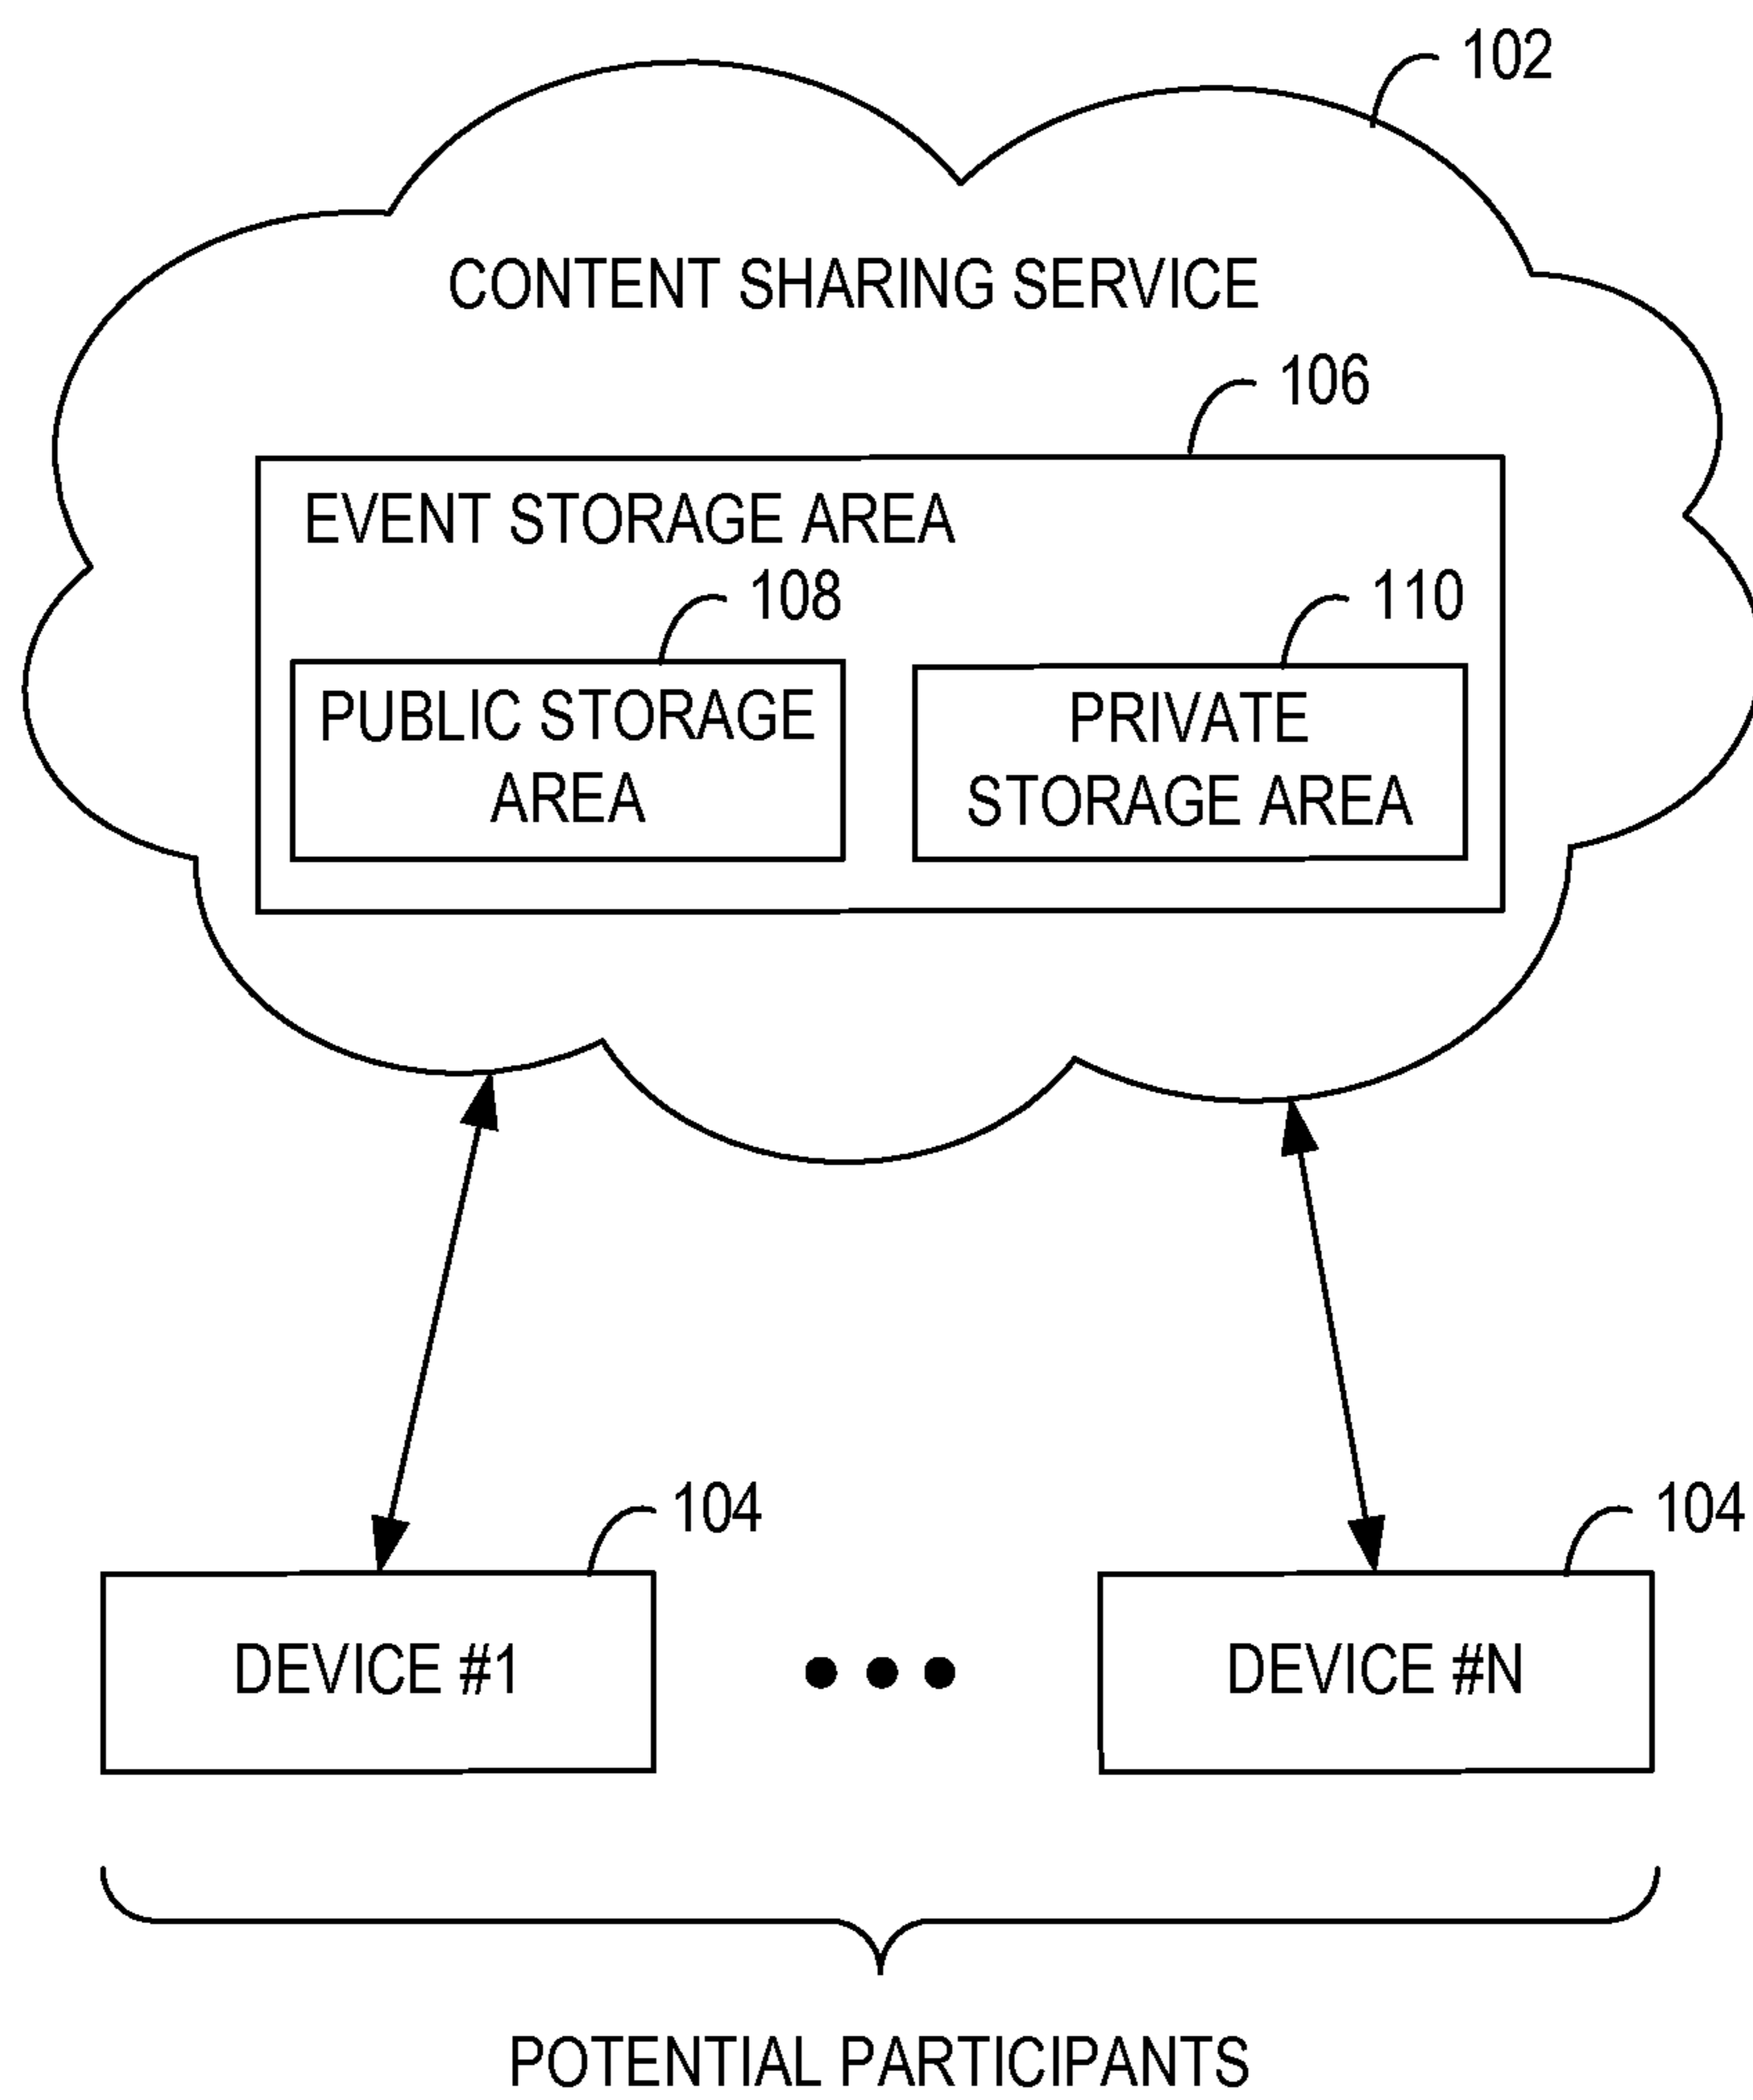 102
CONTENT SHARING SERVICE
106
EVENT STORAGE AREA
108
110
PUBLIC STORAGE
AREA
PRIVATE
STORAGE AREA
104
104
DEVICE #1
DEVICE #N
POTENTIAL PARTICIPANTS